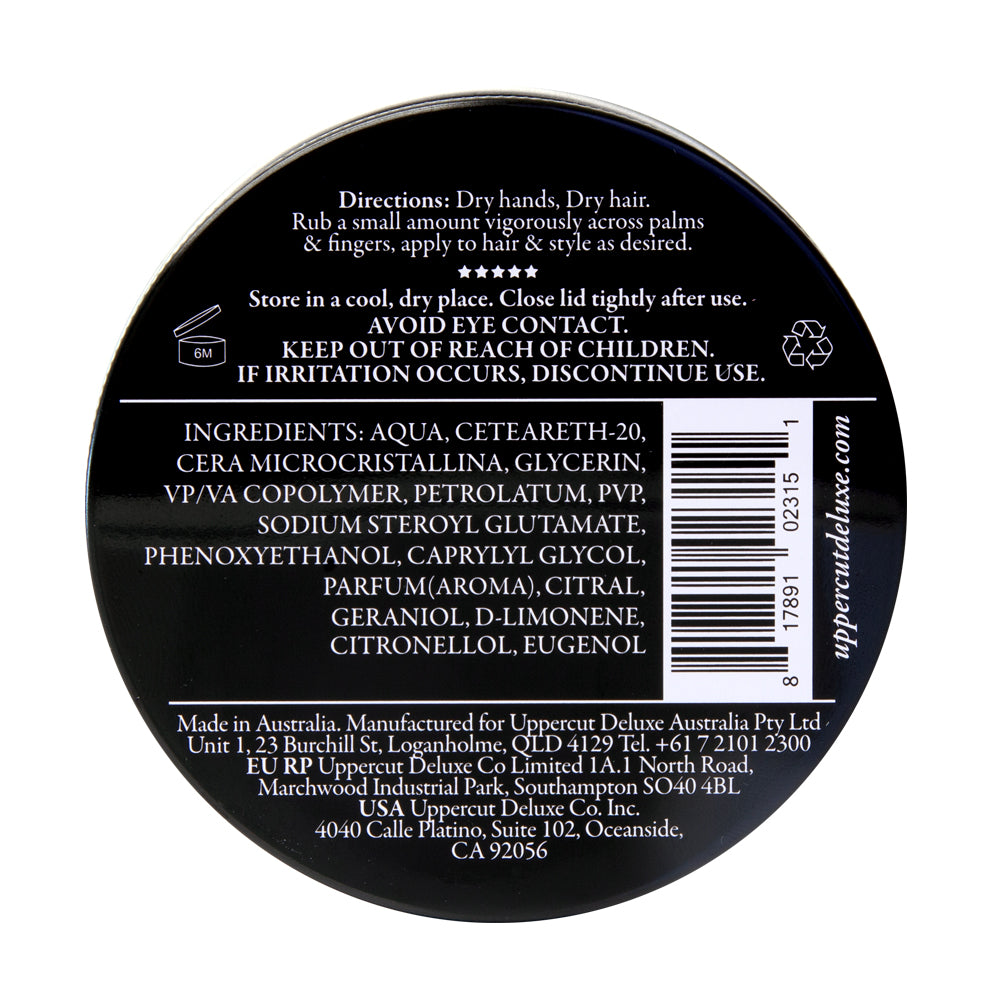 Directions: Dry hands, Dry hair.
Rub a small amount vigorously across palms
& fingers, apply to hair & style as desired.
★★★★★
Store in a cool, dry place. Close lid tightly after use.
AVOID EYE CONTACT.
KEEP OUT OF REACH OF CHILDREN.
IF IRRITATION OCCURS, DISCONTINUE USE.
6M
INGREDIENTS: AQUA, CETEARETH-20,
CERA MICROCRISTALLINA, GLYCERIN,
VP/VA COPOLYMER, PETROLATUM, PVP,
SODIUM STEROYL GLUTAMATE,
PHENOXYETHANOL, CAPRYLYL GLYCOL,
PARFUM(AROMA), CITRAL,
GERANIOL, D-LIMONENE,
CITRONELLOL, EUGENOL
8 17891 02315 1
uppercutdeluxe.com
Made in Australia. Manufactured for Uppercut Deluxe Australia Pty Ltd
Unit 1, 23 Burchill St, Loganholme, QLD 4129 Tel. +61 7 2101 2300
EU RP Uppercut Deluxe Co Limited 1A.1 North Road,
Marchwood Industrial Park, Southampton SO40 4BL
USA Uppercut Deluxe Co. Inc.
4040 Calle Platino, Suite 102, Oceanside,
CA 92056